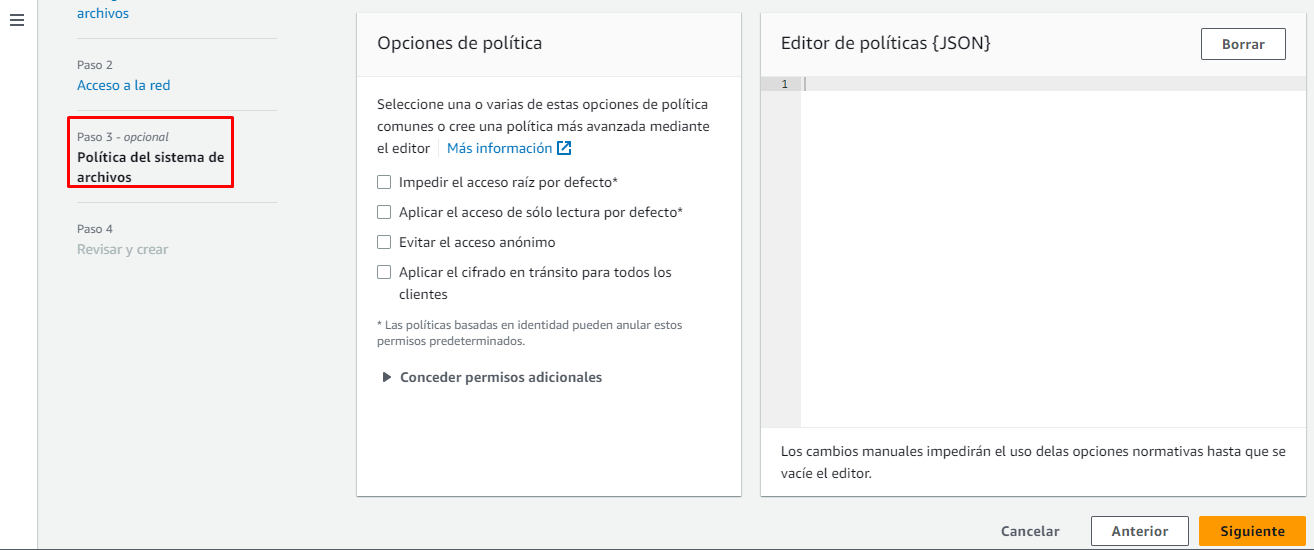 archivos
Paso 2
Acceso a la red
Paso 3 - opcional
Política del sistema de
archivos
Paso 4
Revisar y crear
Opciones de política
Seleccione una o varias de estas opciones de política
comunes o cree una política más avanzada mediante
el editor Más información
Impedir el acceso raíz por defecto*
Aplicar el acceso de sólo lectura por defecto*
Evitar el acceso anónimo
Aplicar el cifrado en tránsito para todos los
clientes
* Las políticas basadas en identidad pueden anular estos
permisos predeterminados.
Conceder permisos adicionales
Editor de políticas {JSON}
Borrar
1
Los cambios manuales impedirán el uso delas opciones normativas hasta que se
vacíe el editor.
Cancelar
Anterior
Siguiente